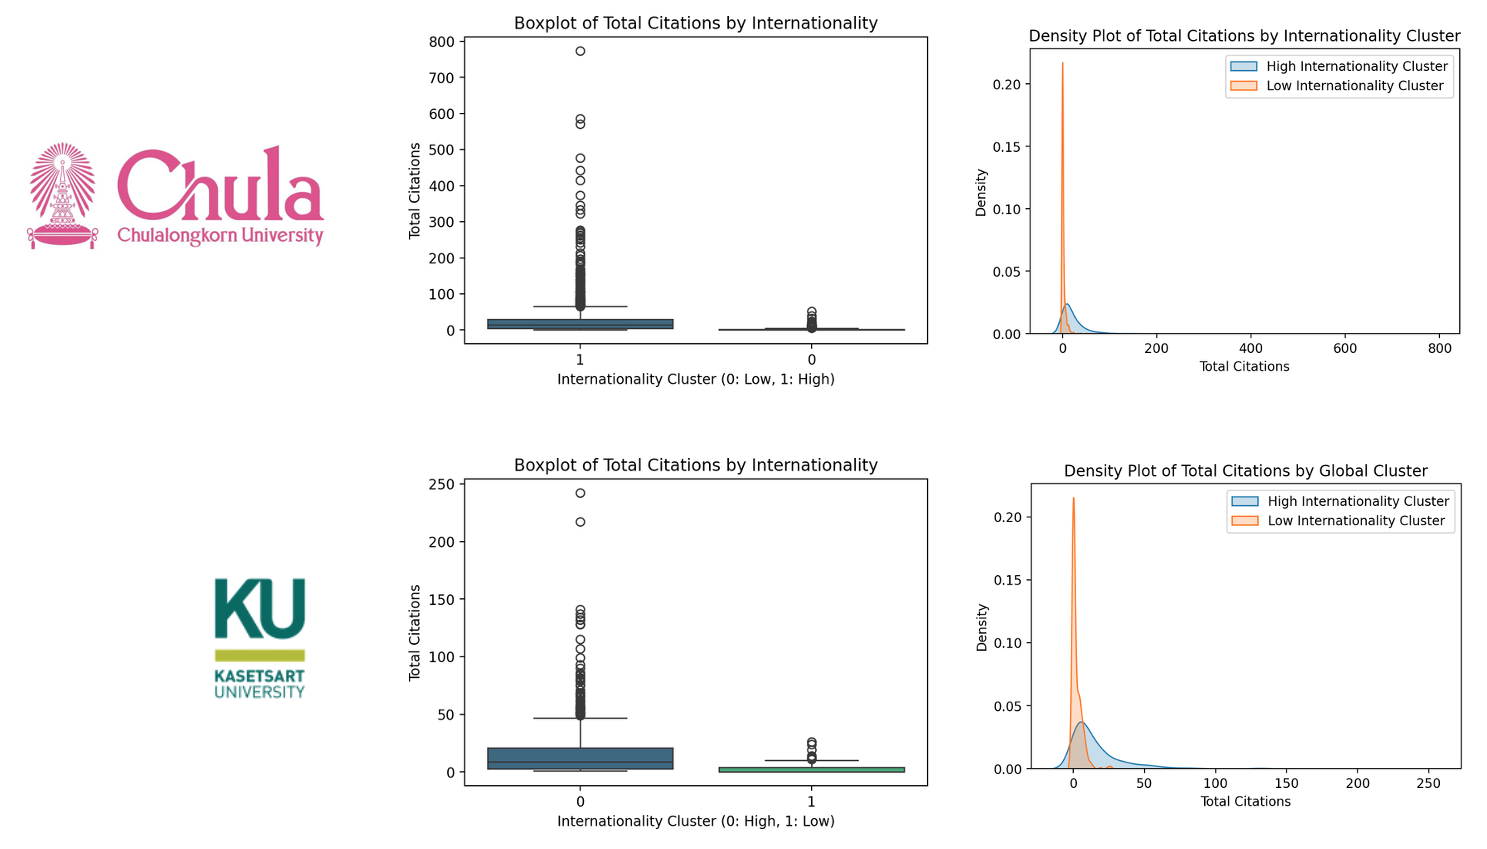 Chula
Chulalongkorn University
Boxplot of Total Citations by Internationality
Total Citations
800
700
600
500
400
300
200
100
0
1
0
Internationality Cluster (0: Low, 1: High)
Density Plot of Total Citations by Internationality Cluster
High Internationality Cluster
Low Internationality Cluster
Density
0.20
0.15
0.10
0.05
0.00
0
200
400
600
800
Total Citations
KU
KASETSART
UNIVERSITY
Boxplot of Total Citations by Internationality
Total Citations
250
200
150
100
50
0
0
1
Internationality Cluster (0: High, 1: Low)
Density Plot of Total Citations by Global Cluster
High Internationality Cluster
Low Internationality Cluster
Density
0.20
0.15
0.10
0.05
0.00
0
50
100
150
200
250
Total Citations